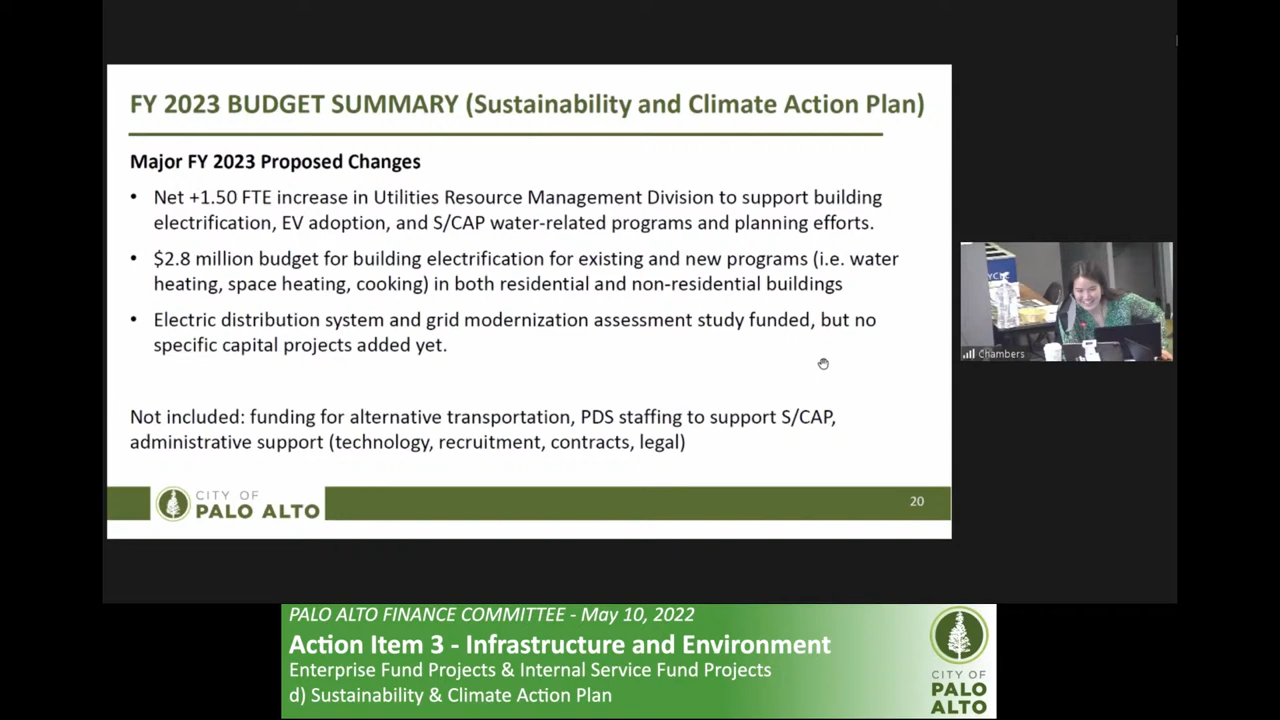 FY 2023 BUDGET SUMMARY (Sustainability and Climate Action Plan)
Major FY 2023 Proposed Changes
• Net +1.50 FTE increase in Utilities Resource Management Division to support building
electrification, EV adoption, and S/CAP water-related programs and planning efforts.
• $2.8 million budget for building electrification for existing and new programs (i.e. water
heating, space heating, cooking) in both residential and non-residential buildings
• Electric distribution system and grid modernization assessment study funded, but no
specific capital projects added yet.
Not included: funding for alternative transportation, PDS staffing to support S/CAP,
administrative support (technology, recruitment, contracts, legal)
CITY OF
PALO ALTO
20
Chambers
PALO ALTO FINANCE COMMITTEE - May 10, 2022
Action Item 3 - Infrastructure and Environment
Enterprise Fund Projects & Internal Service Fund Projects
d) Sustainability & Climate Action Plan
CITY OF
PALO
ALTO